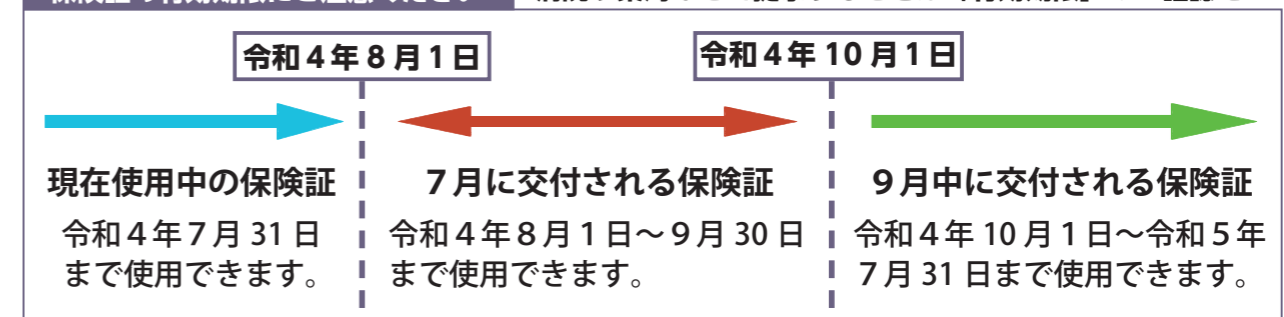 令和４年８月１日
令和４年 10 月１日
現在使用中の保険証
令和４年７月 31 日
まで使用できます。
７月に交付される保険証
令和４年８月１日～９月 30 日
まで使用できます。
９月中に交付される保険証
令和４年 10 月１日～令和５年
７月 31 日まで使用できます。